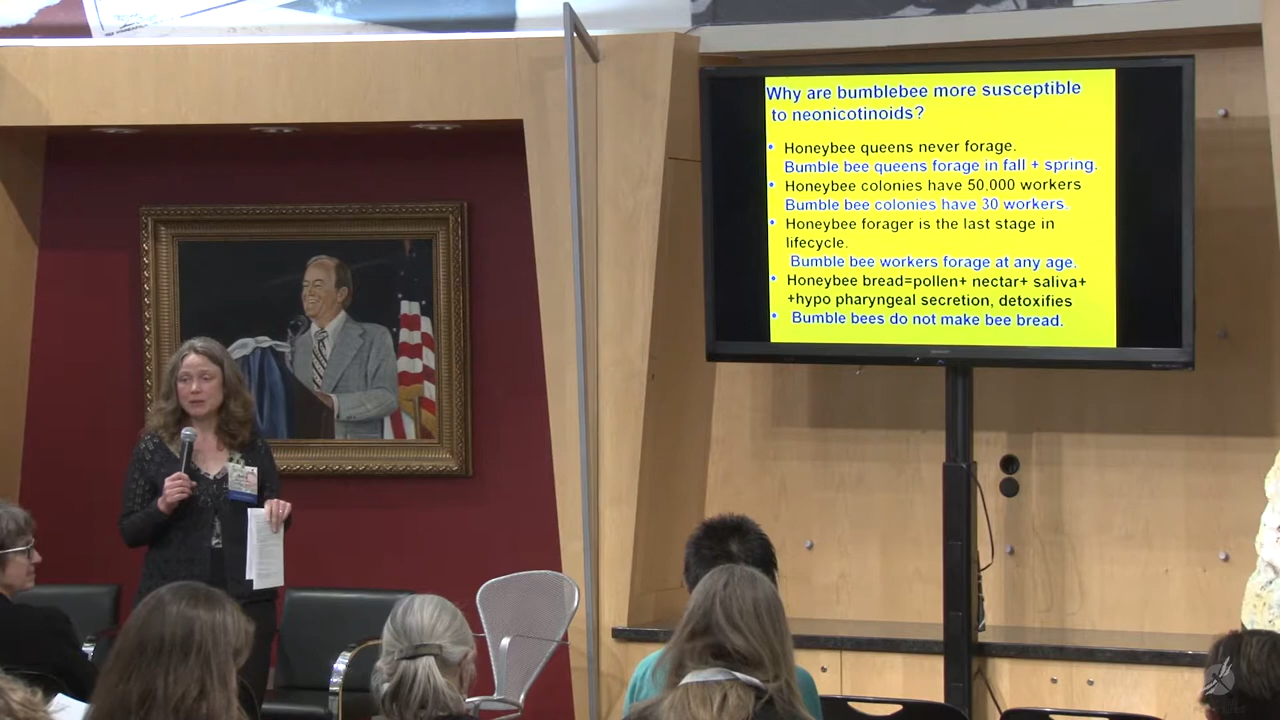 Why are bumblebee more susceptible
to neonicotinoids?
• Honeybee queens never forage.
Bumble bee queens forage in fall + spring.
• Honeybee colonies have 50,000 workers
Bumble bee colonies have 30 workers.
• Honeybee forager is the last stage in
lifecycle.
Bumble bee workers forage at any age.
• Honeybee bread=pollen+ nectar+ saliva+
+hypo pharyngeal secretion, detoxifies
• Bumble bees do not make bee bread.